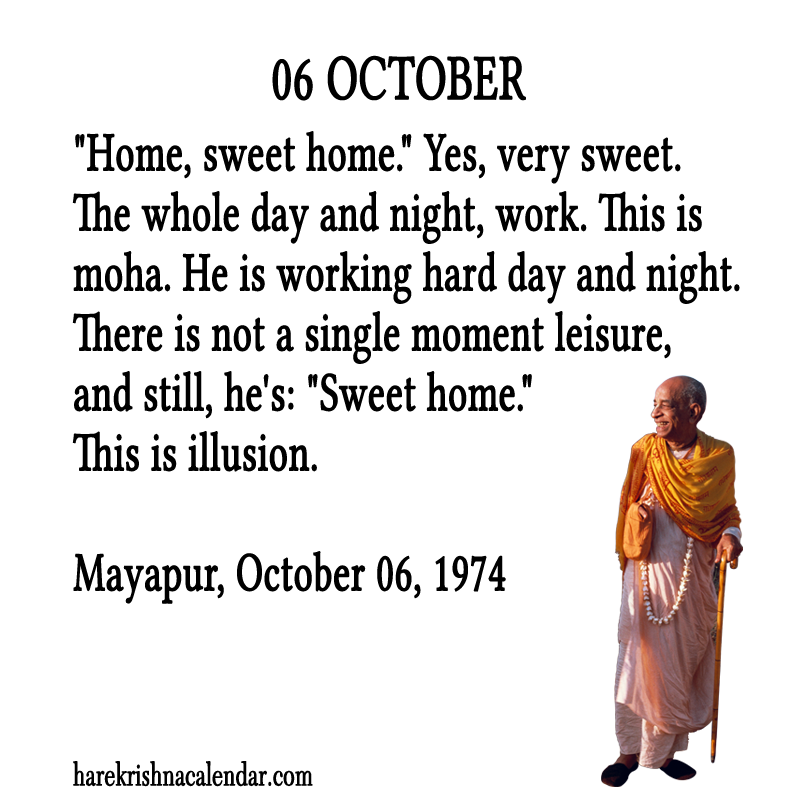 06 OCTOBER
"Home, sweet home." Yes, very sweet.
The whole day and night, work. This is
moha. He is working hard day and night.
There is not a single moment leisure,
and still, he's: "Sweet home."
This is illusion.
Mayapur, October 06, 1974
harekrishnacalendar.com